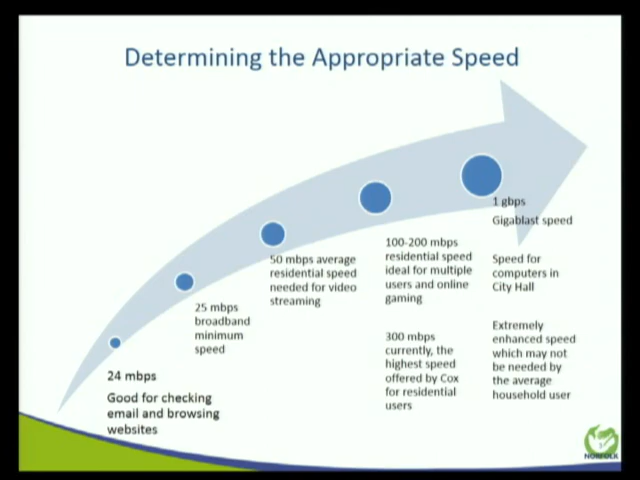 Determining the Appropriate Speed
24 mbps
Good for checking
email and browsing
websites
25 mbps
broadband
minimum
speed
50 mbps average
residential speed
needed for video
streaming
100-200 mbps
residential speed
ideal for multiple
users and online
gaming
300 mbps
currently, the
highest speed
offered by Cox
for residential
users
1 gbps
Gigablast speed
Speed for
computers in
City Hall
Extremely
enhanced speed
which may not
be needed by
the average
household user
NORFOLK